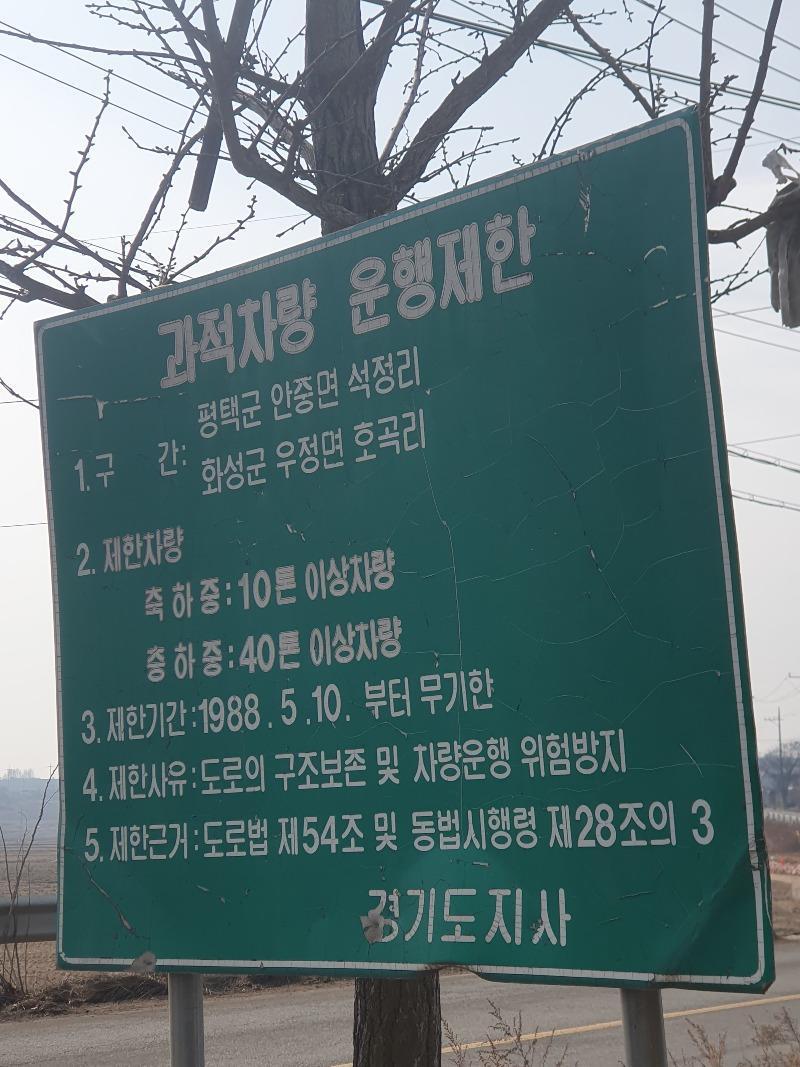 과적차량 운행제한
1. 구 간: 평택군 안중면 석정리
화성군 우정면 호곡리
2. 제한차량
축하중:10톤 이상차량
총하중:40톤 이상차량
3. 제한기간:1988.5.10. 부터 무기한
4. 제한사유:도로의 구조보존 및 차량운행 위험방지
5. 제한근거:도로법 제54조 및 동법시행령 제28조의 3
경기도지사